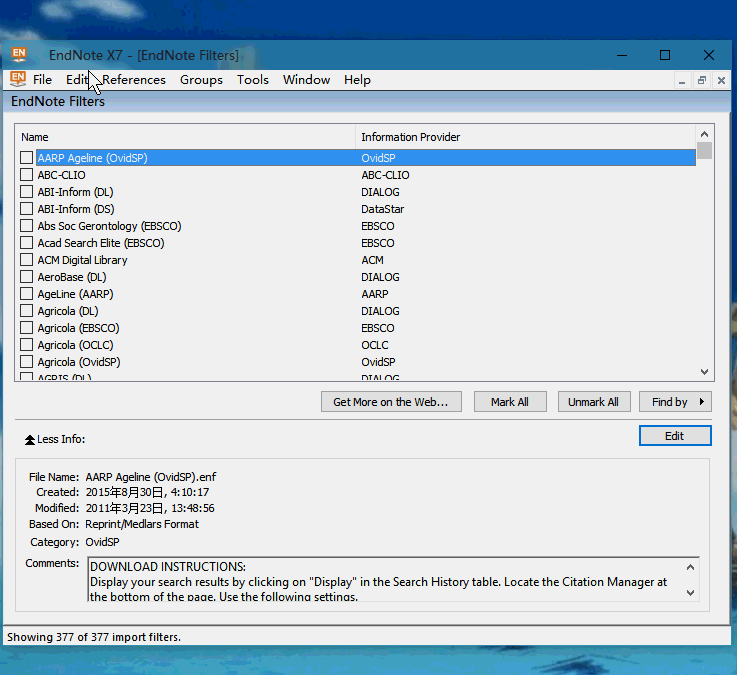 EN EndNote X7 - [EndNote Filters]
EN File Edit References Groups Tools Window Help
EndNote Filters
Name Information Provider
AARP Ageline (OvidSP) OvidSP
ABC-CLIO ABC-CLIO
ABI-Inform (DL) DIALOG
ABI-Inform (DS) DataStar
Abs Soc Gerontology (EBSCO) EBSCO
Acad Search Elite (EBSCO) EBSCO
ACM Digital Library ACM
AeroBase (DL) DIALOG
AgeLine (AARP) AARP
Agricola (DL) DIALOG
Agricola (EBSCO) EBSCO
Agricola (OCLC) OCLC
Agricola (OvidSP) OvidSP
AGRIS (DL) DIALOG
Get More on the Web... Mark All Unmark All Find by
Less Info: Edit
File Name: AARP Ageline (OvidSP).enf
Created: 2015年8月30日, 4:10:17
Modified: 2011年3月23日, 13:48:56
Based On: Reprint/Medlars Format
Category: OvidSP
Comments: DOWNLOAD INSTRUCTIONS:
Display your search results by clicking on "Display" in the Search History table. Locate the Citation Manager at
the bottom of the page. Use the following settings.
Showing 377 of 377 import filters.